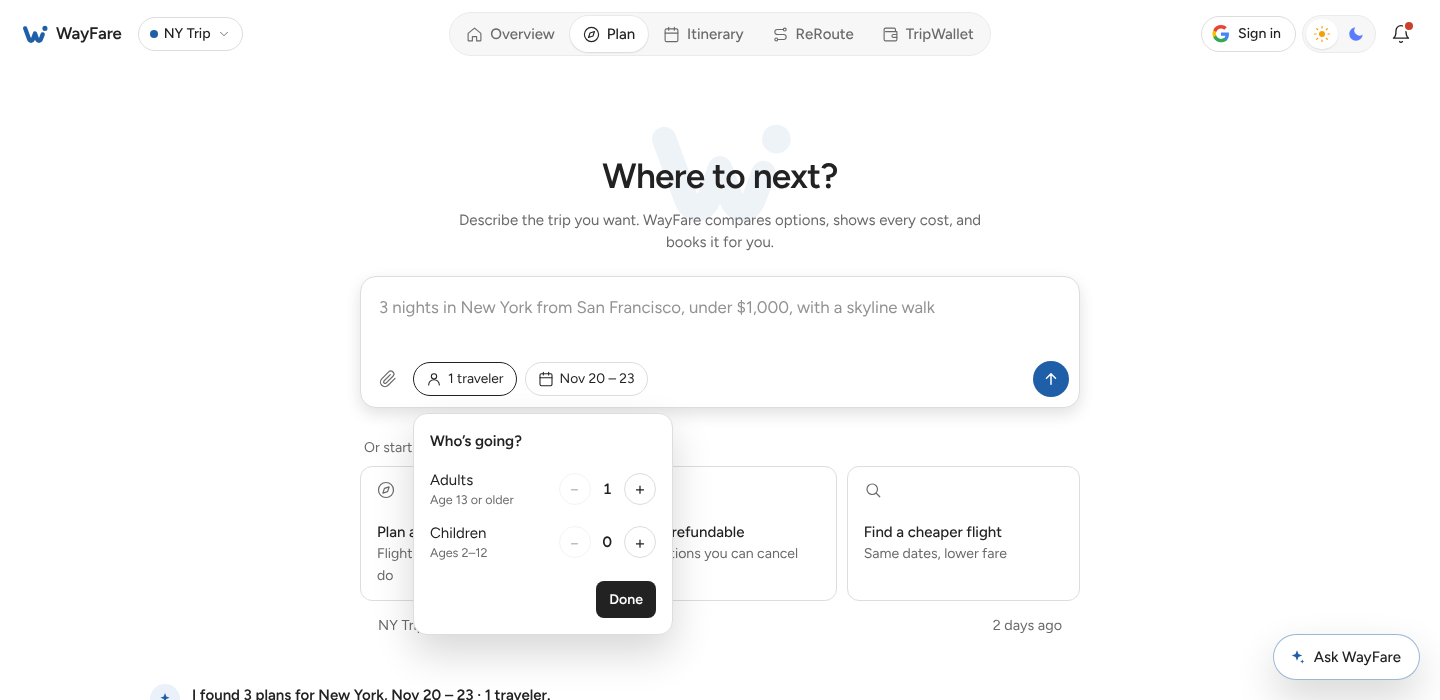 WayFare
NY Trip
Overview
Plan
Itinerary
ReRoute
TripWallet
Sign in
Where to next?
Describe the trip you want. WayFare compares options, shows every cost, and
books it for you.
3 nights in New York from San Francisco, under $1,000, with a skyline walk
1 traveler
Nov 20 – 23
Or start
Who's going?
Adults
Age 13 or older
− 1 +
Children
Ages 2–12
− 0 +
Done
Plan
Flight
do
refundable
you can cancel
Find a cheaper flight
Same dates, lower fare
NY
2 days ago
Ask WayFare
I found 3 plans for New York, Nov 20 – 23 · 1 traveler.